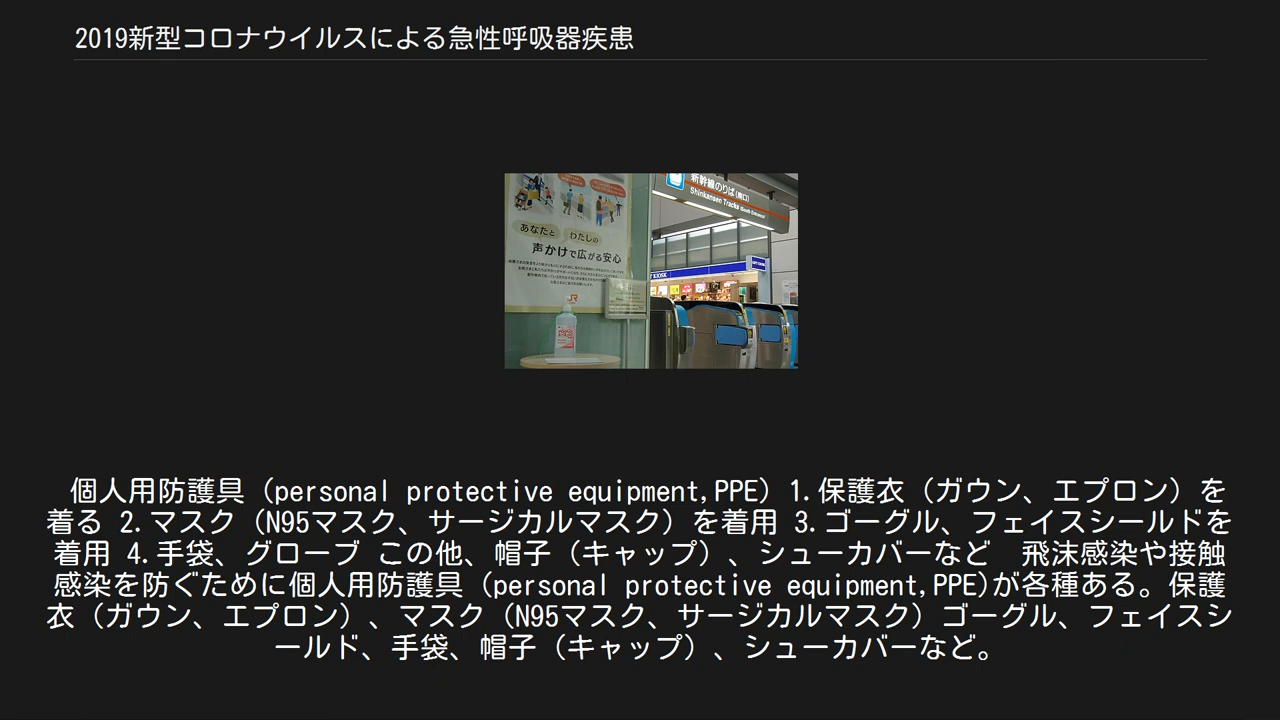 2019新型コロナウイルスによる急性呼吸器疾患
新幹線のりば(南口)
Shinkansen Tracks
あなたと わたしの
声かけで広がる安心
KIOSK
JR
個人用防護具（personal protective equipment,PPE）1.保護衣（ガウン、エプロン）を
着る 2.マスク（N95マスク、サージカルマスク）を着用 3.ゴーグル、フェイスシールドを
着用 4.手袋、グローブ この他、帽子（キャップ）、シューカバーなど　飛沫感染や接触
感染を防ぐために個人用防護具（personal protective equipment,PPE)が各種ある。保護
衣（ガウン、エプロン）、マスク（N95マスク、サージカルマスク）ゴーグル、フェイスシ
ールド、手袋、帽子（キャップ）、シューカバーなど。